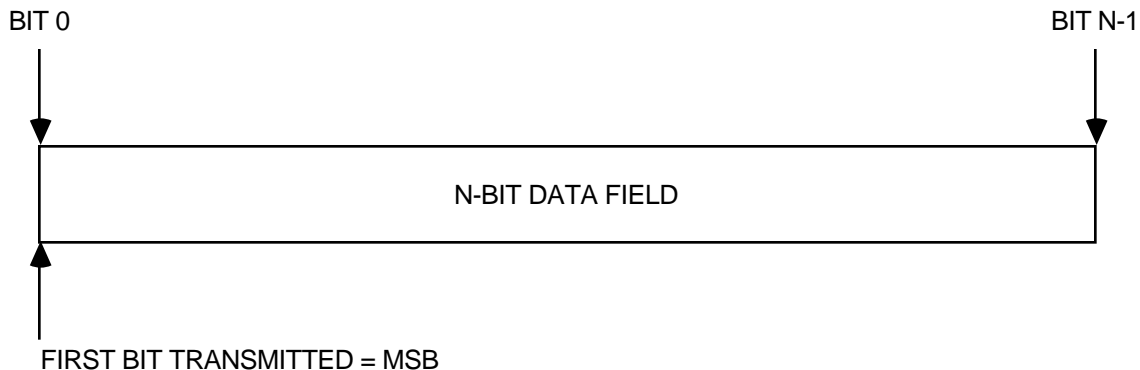 BIT 0
BIT N-1
N-BIT DATA FIELD
FIRST BIT TRANSMITTED = MSB